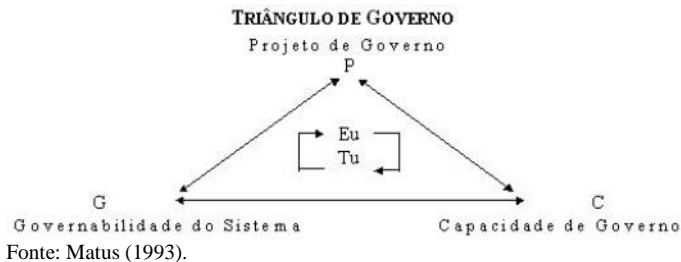 TRIÂNGULO DE GOVERNO
Projeto de Governo
P
Eu
Tu
G C
Governabilidade do Sistema Capacidade de Governo
Fonte: Matus (1993).